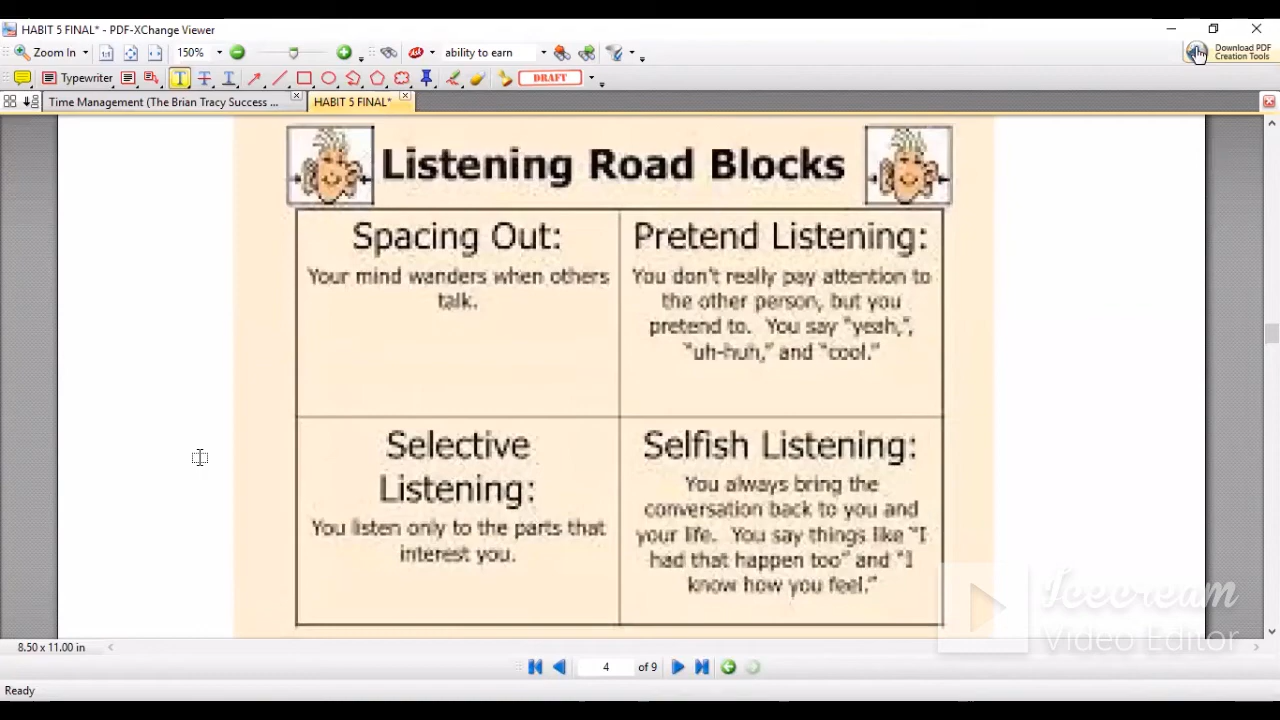 HABIT 5 FINAL* - PDF-XChange Viewer
Zoom In
150%
ability to earn
Download PDF
Creation Tools
Typewriter
DRAFT
Time Management (The Brian Tracy Success ...
HABIT 5 FINAL*
Listening Road Blocks
Spacing Out:
Your mind wanders when others
talk.
Pretend Listening:
You don't really pay attention to
the other person, but you
pretend to. You say "yeah,",
"uh-huh," and "cool."
Selective
Listening:
You listen only to the parts that
interest you.
Selfish Listening:
You always bring the
conversation back to you and
your life. You say things like "I
had that happen too" and "I
know how you feel."
Icecream
Video Editor
8.50 x 11.00 in
4
of 9
Ready